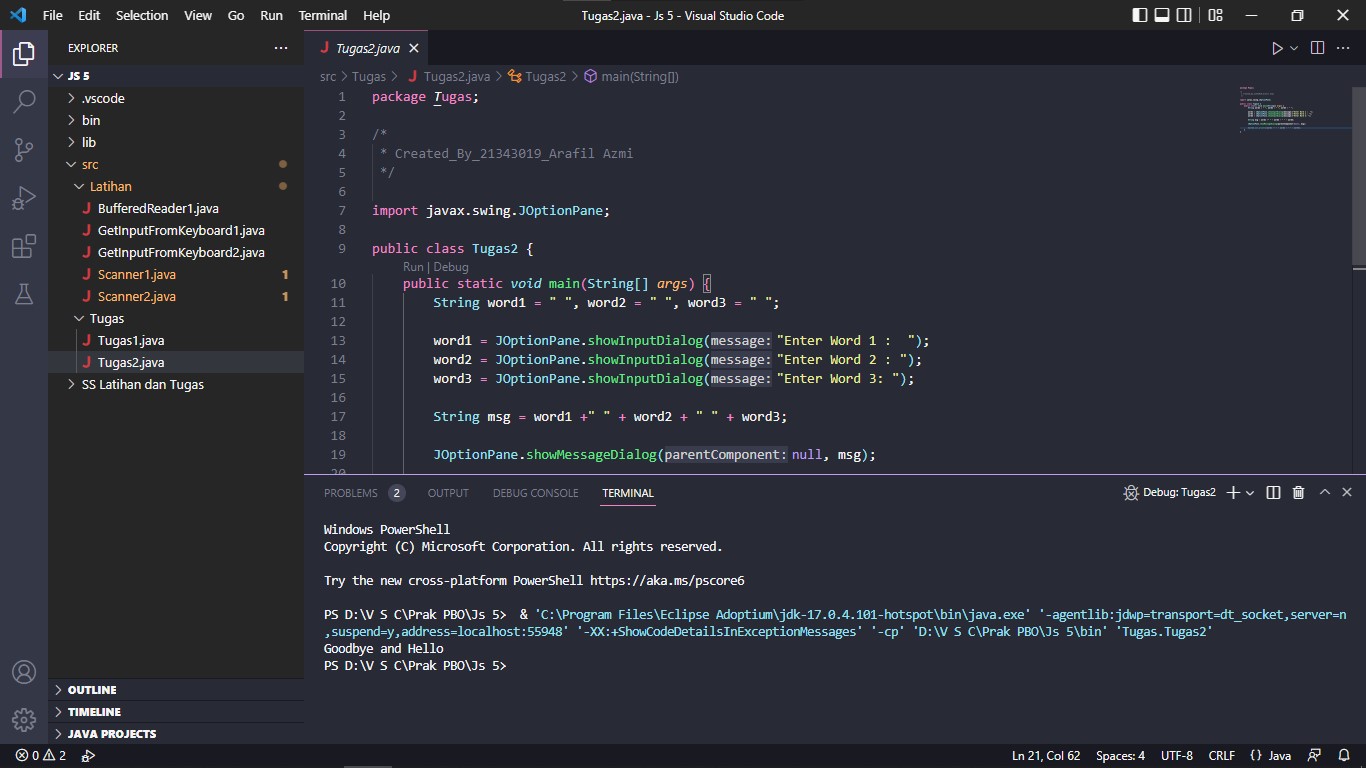 File Edit Selection View Go Run Terminal Help Tugas2.java - Js 5 - Visual Studio Code
EXPLORER
JS 5
.vscode
bin
lib
src
Latihan
BufferedReader1.java
GetInputFromKeyboard1.java
GetInputFromKeyboard2.java
Scanner1.java 1
Scanner2.java 1
Tugas
Tugas1.java
Tugas2.java
SS Latihan dan Tugas
OUTLINE
TIMELINE
JAVA PROJECTS
Tugas2.java
src > Tugas > Tugas2.java > Tugas2 > main(String[])
1 package Tugas;
2
3 /*
4 * Created_By_21343019_Arafil Azmi
5 */
6
7 import javax.swing.JOptionPane;
8
9 public class Tugas2 {
Run | Debug
10 public static void main(String[] args) {
11 String word1 = " ", word2 = " ", word3 = " ";
12
13 word1 = JOptionPane.showInputDialog(message: "Enter Word 1 :  ");
14 word2 = JOptionPane.showInputDialog(message: "Enter Word 2 : ");
15 word3 = JOptionPane.showInputDialog(message: "Enter Word 3: ");
16
17 String msg = word1 +" " + word2 + " " + word3;
18
19 JOptionPane.showMessageDialog(parentComponent: null, msg);
20
PROBLEMS 2 OUTPUT DEBUG CONSOLE TERMINAL Debug: Tugas2
Windows PowerShell
Copyright (C) Microsoft Corporation. All rights reserved.
Try the new cross-platform PowerShell https://aka.ms/pscore6
PS D:\V S C\Prak PBO\Js 5>  & 'C:\Program Files\Eclipse Adoptium\jdk-17.0.4.101-hotspot\bin\java.exe' '-agentlib:jdwp=transport=dt_socket,server=n
,suspend=y,address=localhost:55948' '-XX:+ShowCodeDetailsInExceptionMessages' '-cp' 'D:\V S C\Prak PBO\Js 5\bin' 'Tugas.Tugas2'
Goodbye and Hello
PS D:\V S C\Prak PBO\Js 5>
0 2 Ln 21, Col 62 Spaces: 4 UTF-8 CRLF {} Java